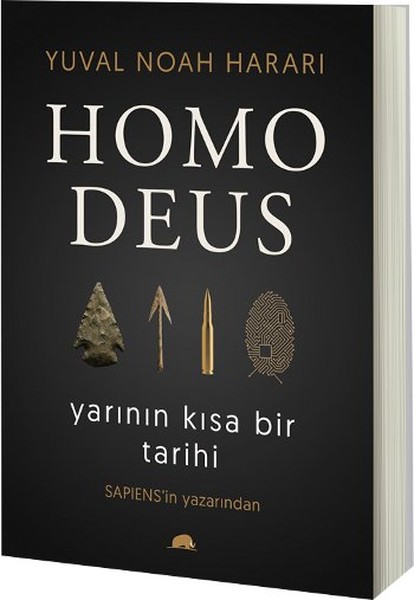 YUVAL NOAH HARARI
HOMO
DEUS
yarının kısa bir
tarihi
SAPIENS'in yazarından